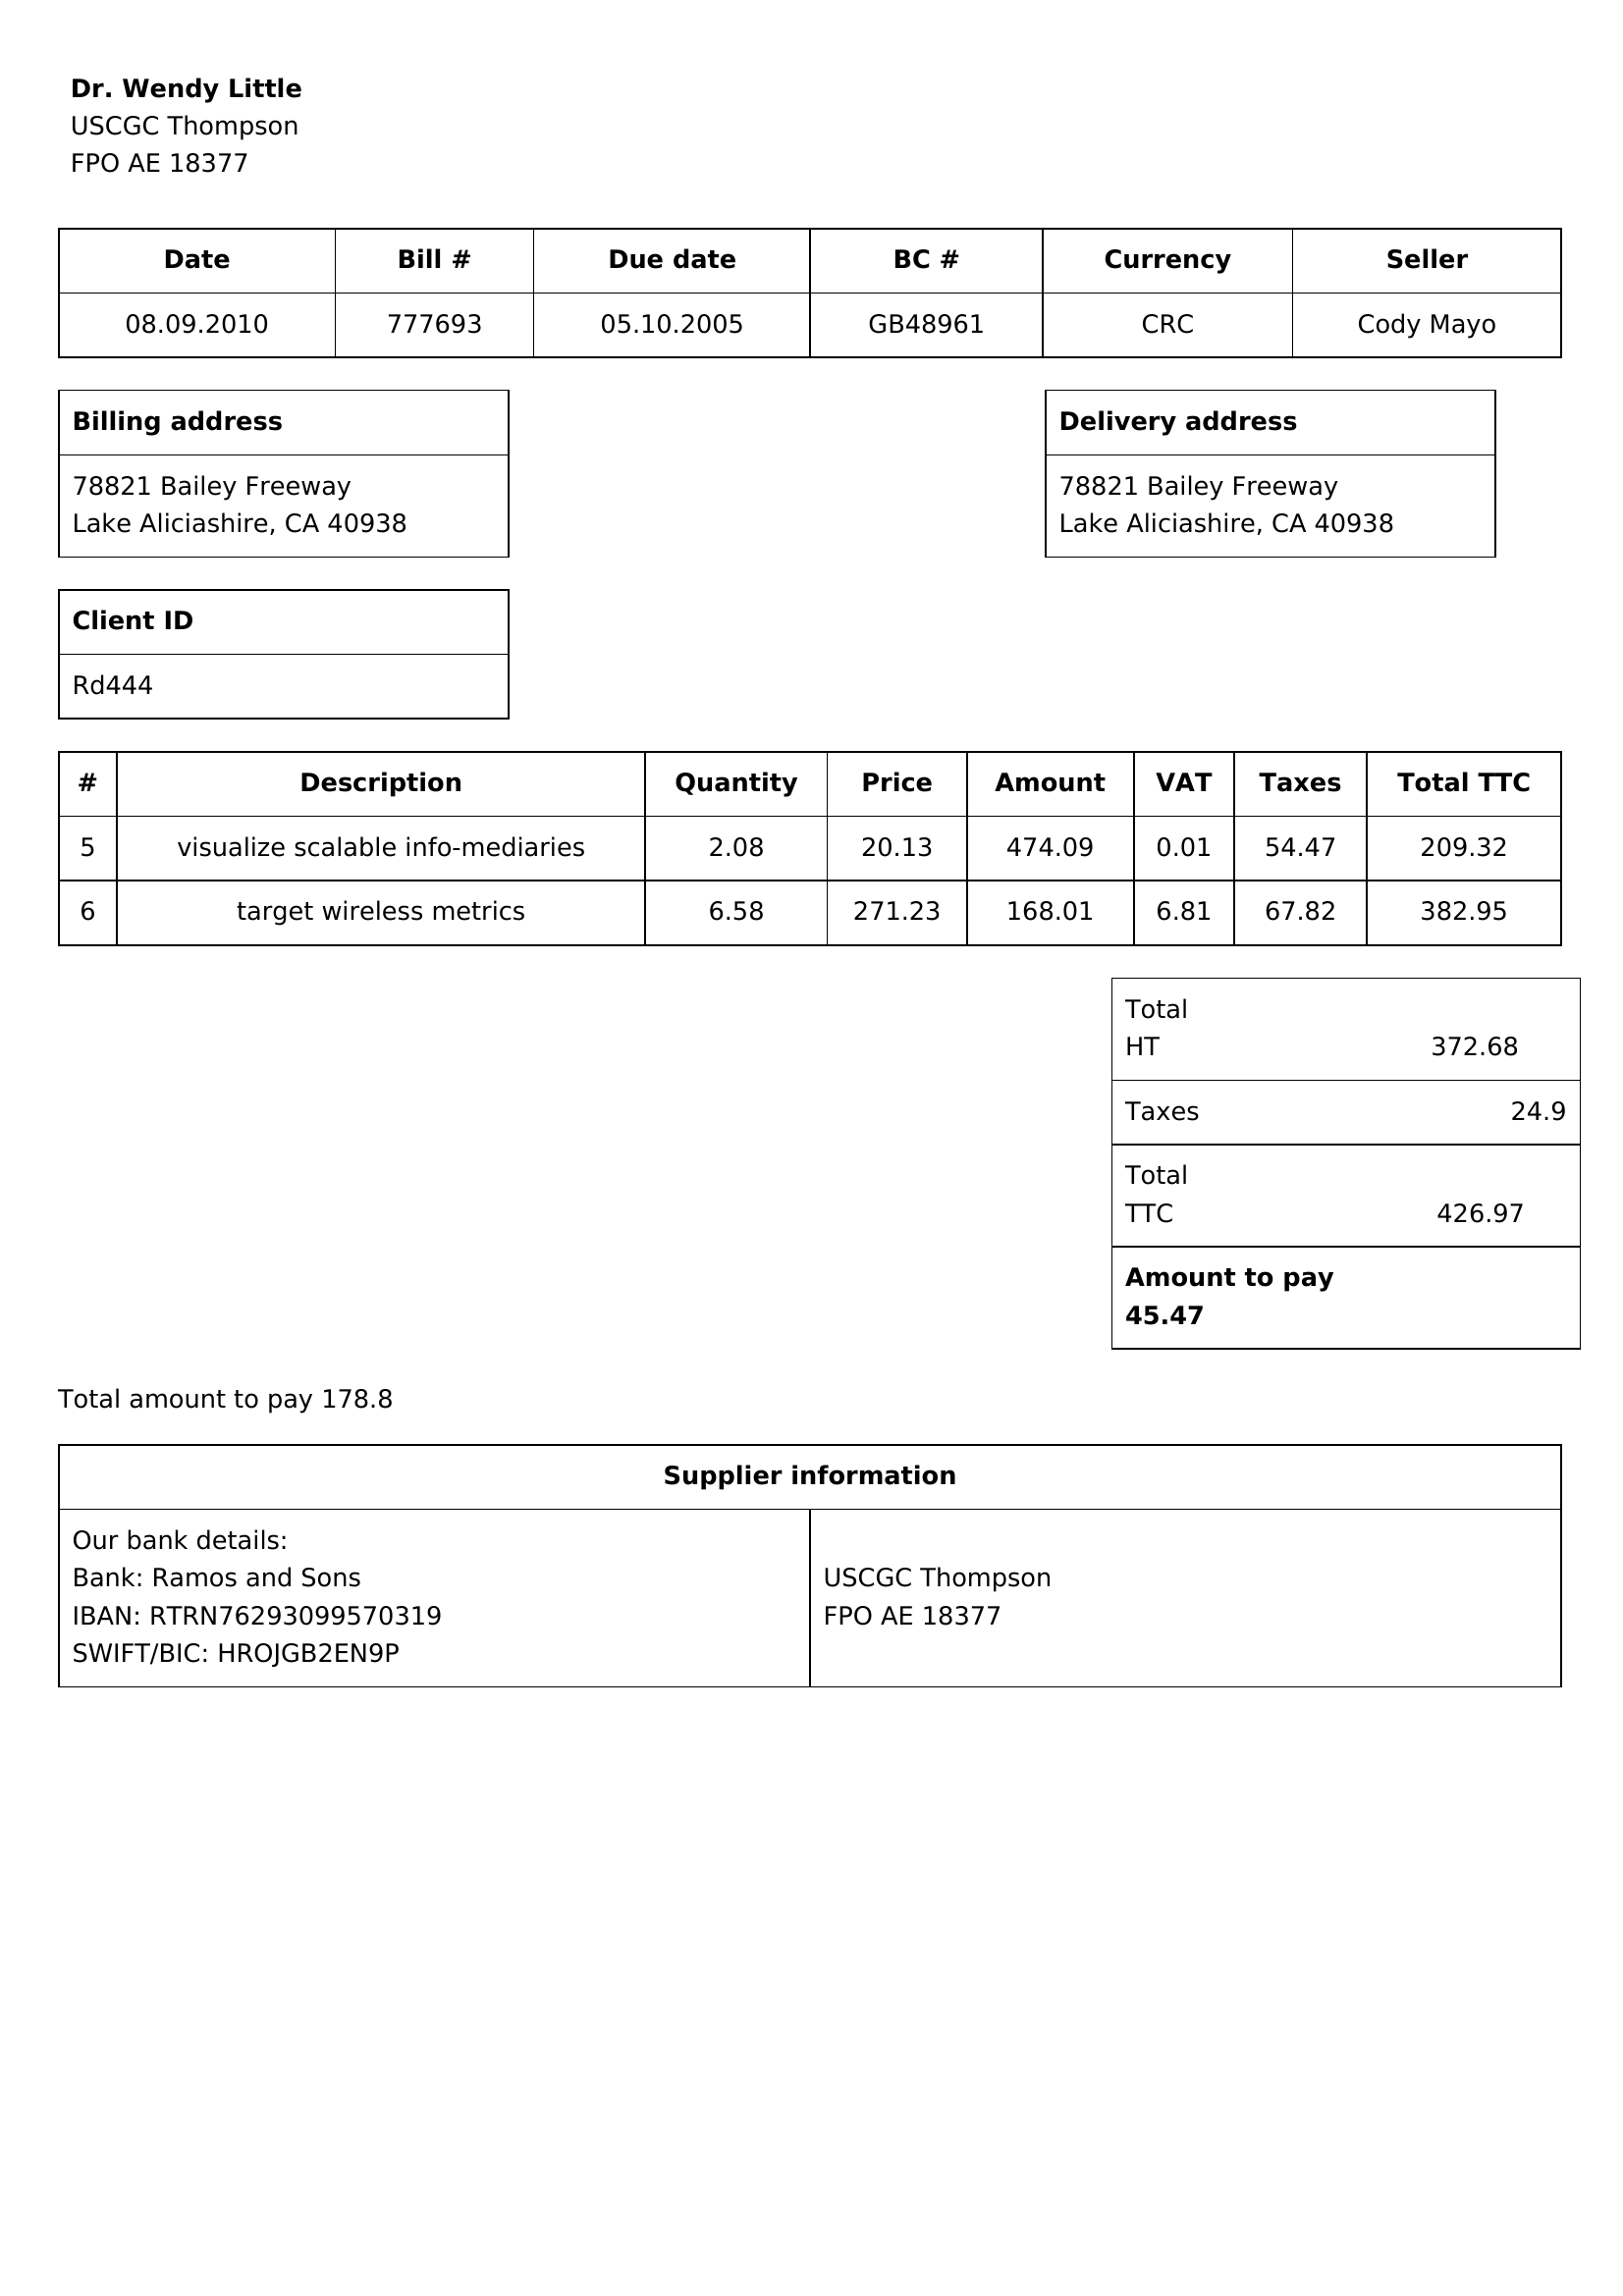 Dr. Wendy Little
USCGC Thompson
FPO AE 18377
Date Bill # Due date BC # Currency Seller
08.09.2010 777693 05.10.2005 GB48961 CRC Cody Mayo
Billing address
78821 Bailey Freeway
Lake Aliciashire, CA 40938
Delivery address
78821 Bailey Freeway
Lake Aliciashire, CA 40938
Client ID
Rd444
# Description Quantity Price Amount VAT Taxes Total TTC
5 visualize scalable info-mediaries 2.08 20.13 474.09 0.01 54.47 209.32
6 target wireless metrics 6.58 271.23 168.01 6.81 67.82 382.95
Total
HT 372.68
Taxes 24.9
Total
TTC 426.97
Amount to pay
45.47
Total amount to pay 178.8
Supplier information
Our bank details:
Bank: Ramos and Sons
IBAN: RTRN76293099570319
SWIFT/BIC: HROJGB2EN9P
USCGC Thompson
FPO AE 18377